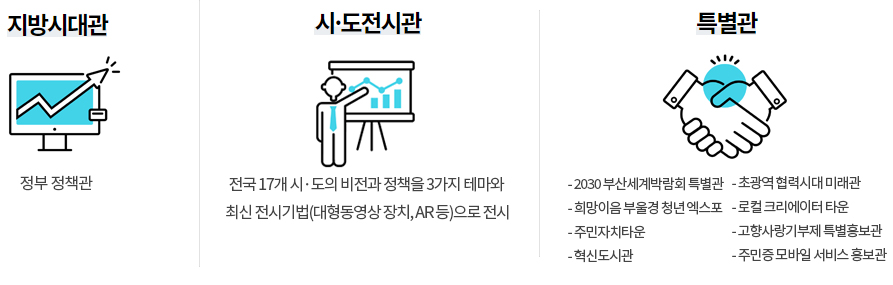 지방시대관
정부 정책관
시·도전시관
전국 17개 시·도의 비전과 정책을 3가지 테마와
최신 전시기법(대형동영상 장치, AR 등)으로 전시
특별관
- 2030 부산세계박람회 특별관
- 희망이음 부울경 청년 엑스포
- 주민자치타운
- 혁신도시관
- 초광역 협력시대 미래관
- 로컬 크리에이터 타운
- 고향사랑기부제 특별홍보관
- 주민증 모바일 서비스 홍보관